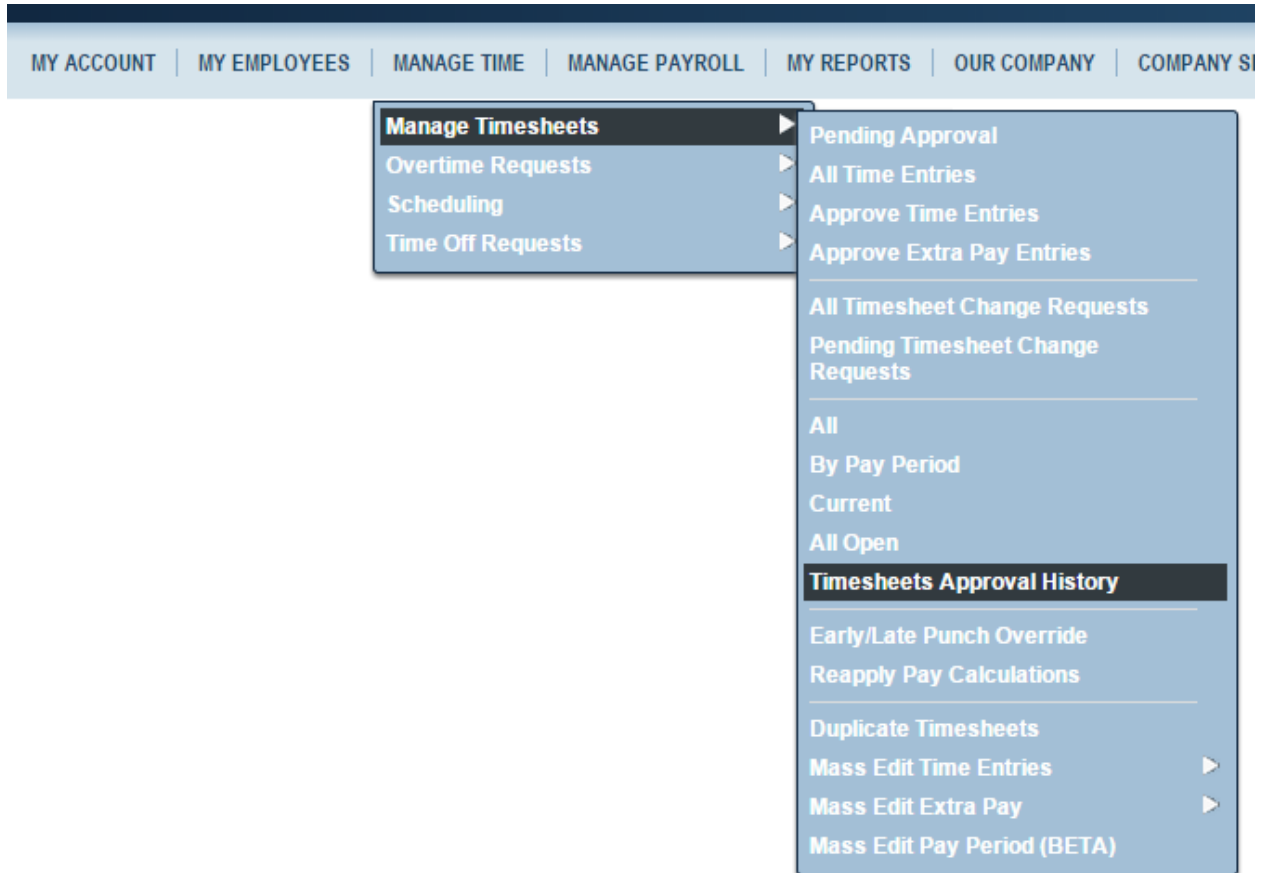 MY ACCOUNT | MY EMPLOYEES | MANAGE TIME | MANAGE PAYROLL | MY REPORTS | OUR COMPANY | COMPANY
Manage Timesheets
Overtime Requests
Scheduling
Time Off Requests
Pending Approval
All Time Entries
Approve Time Entries
Approve Extra Pay Entries
All Timesheet Change Requests
Pending Timesheet Change
Requests
All
By Pay Period
Current
All Open
Timesheets Approval History
Early/Late Punch Override
Reapply Pay Calculations
Duplicate Timesheets
Mass Edit Time Entries
Mass Edit Extra Pay
Mass Edit Pay Period (BETA)